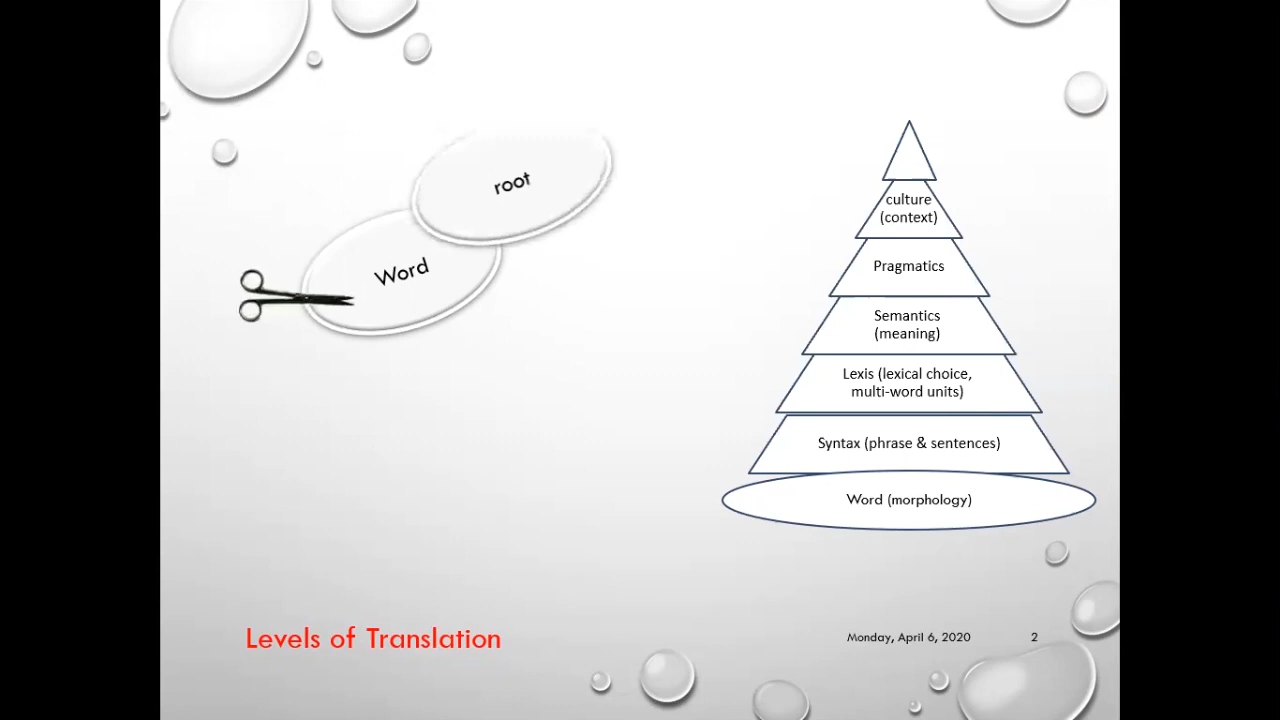 root
Word
culture
(context)
Pragmatics
Semantics
(meaning)
Lexis (lexical choice,
multi-word units)
Syntax (phrase & sentences)
Word (morphology)
Levels of Translation
Monday, April 6, 2020
2